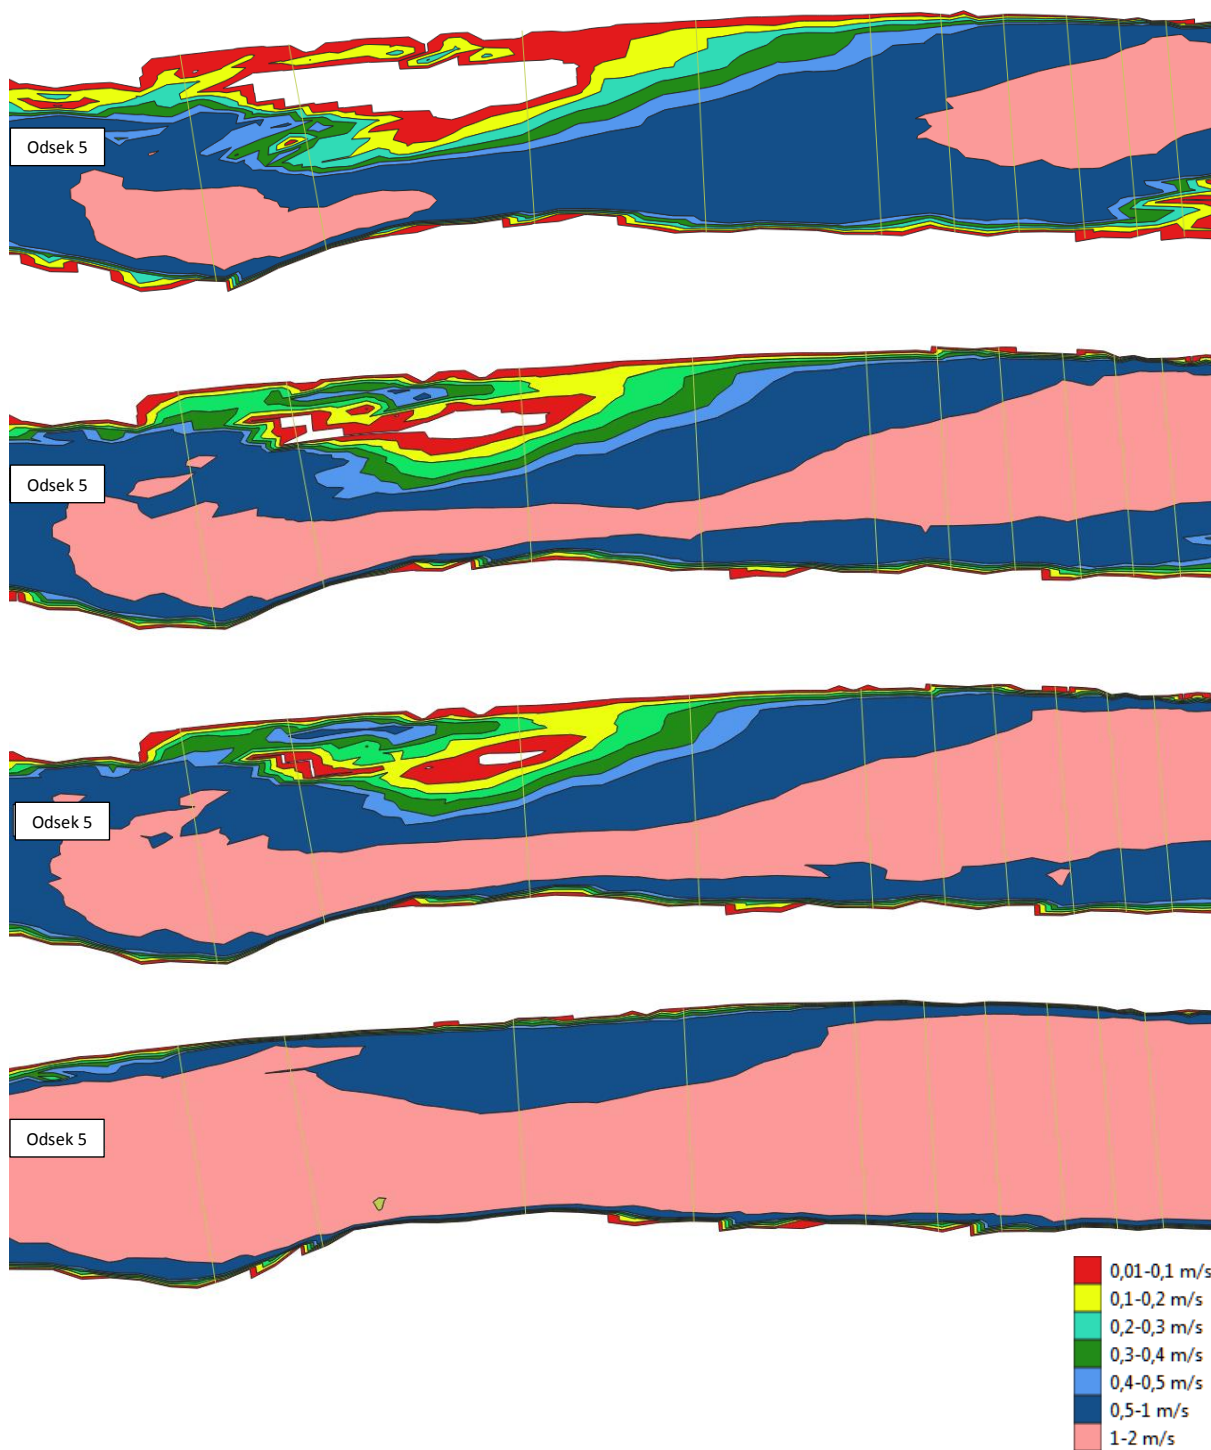 Odsek 5
Odsek 5
Odsek 5
Odsek 5
0,01-0,1 m/s
0,1-0,2 m/s
0,2-0,3 m/s
0,3-0,4 m/s
0,4-0,5 m/s
0,5-1 m/s
1-2 m/s